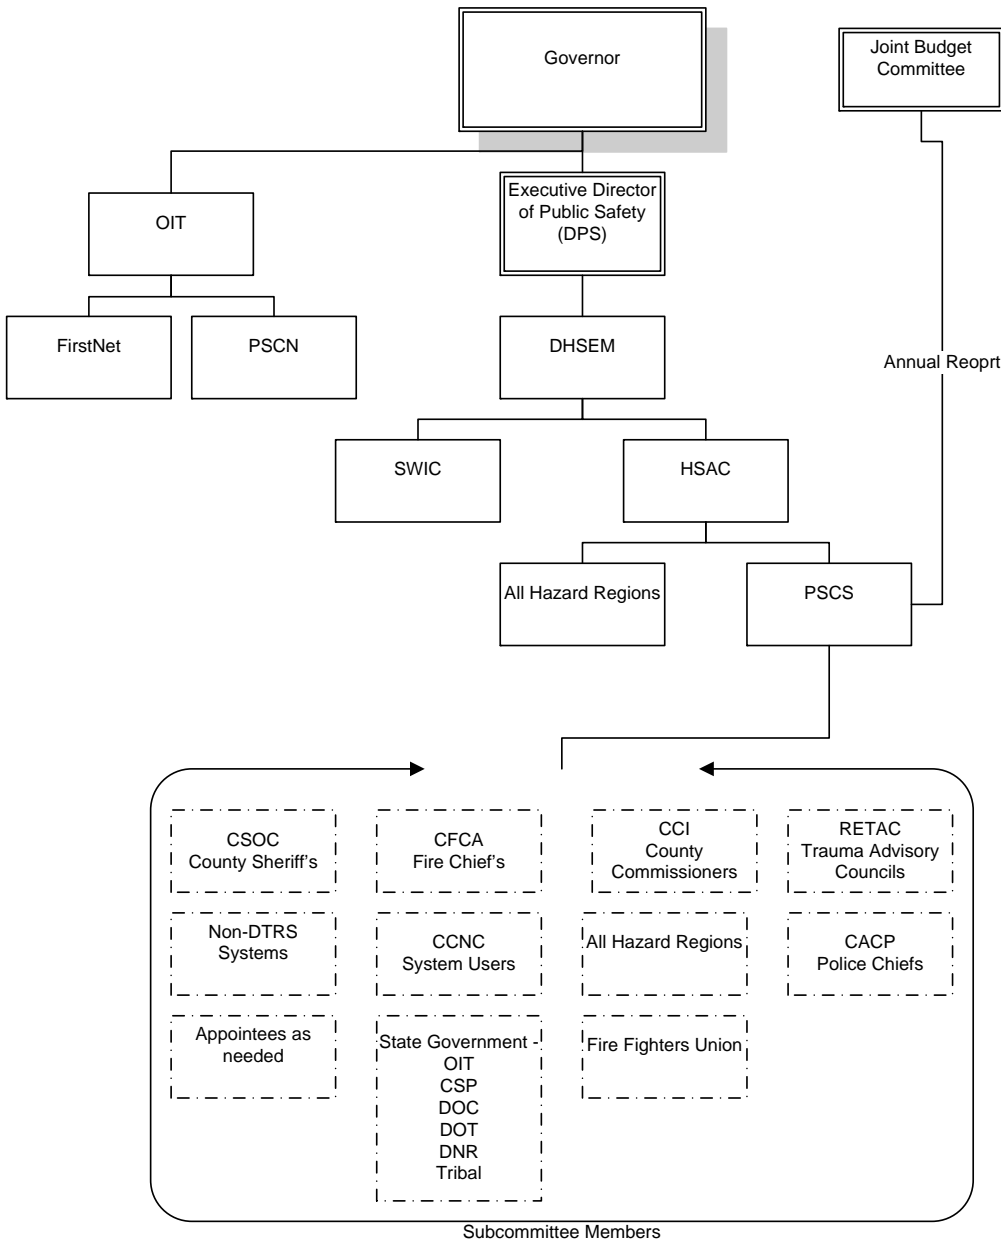 Governor
Joint Budget
Committee
OIT
Executive Director
of Public Safety
(DPS)
FirstNet
PSCN
DHSEM
Annual Reoprt
SWIC
HSAC
All Hazard Regions
PSCS
CSOC
County Sheriff's
CFCA
Fire Chief's
CCI
County
Commissioners
RETAC
Trauma Advisory
Councils
Non-DTRS
Systems
CCNC
System Users
All Hazard Regions
CACP
Police Chiefs
Appointees as
needed
State Government -
OIT
CSP
DOC
DOT
DNR
Tribal
Fire Fighters Union
Subcommittee Members